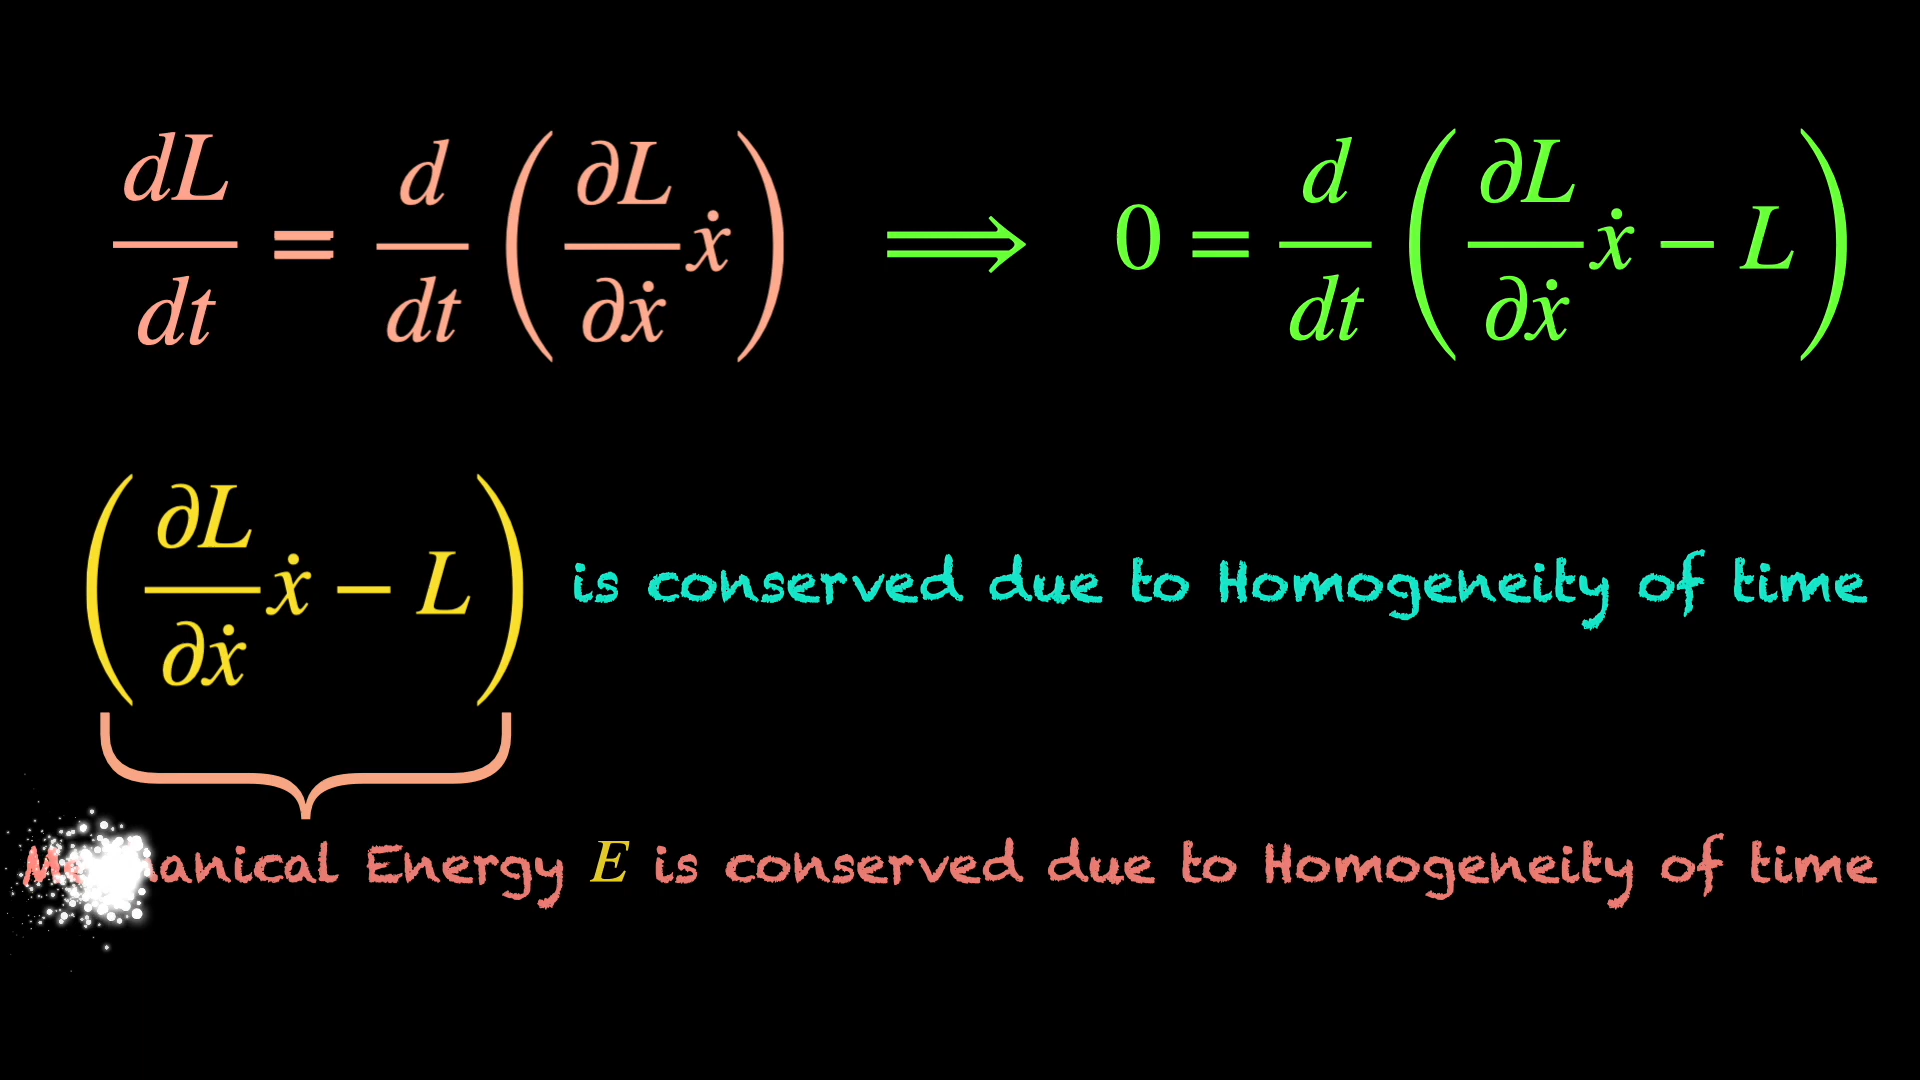 dL/dt = d/dt (∂L/∂ẋ ẋ) ⟹ 0 = d/dt (∂L/∂ẋ ẋ − L)
(∂L/∂ẋ ẋ − L) is conserved due to Homogeneity of time
Mechanical Energy E is conserved due to Homogeneity of time